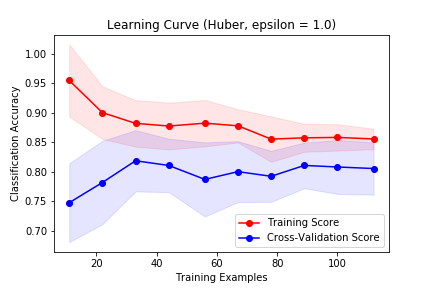 Learning Curve (Huber, epsilon = 1.0)
Classification Accuracy
1.00
0.95
0.90
0.85
0.80
0.75
0.70
20
40
60
80
100
Training Examples
Training Score
Cross-Validation Score